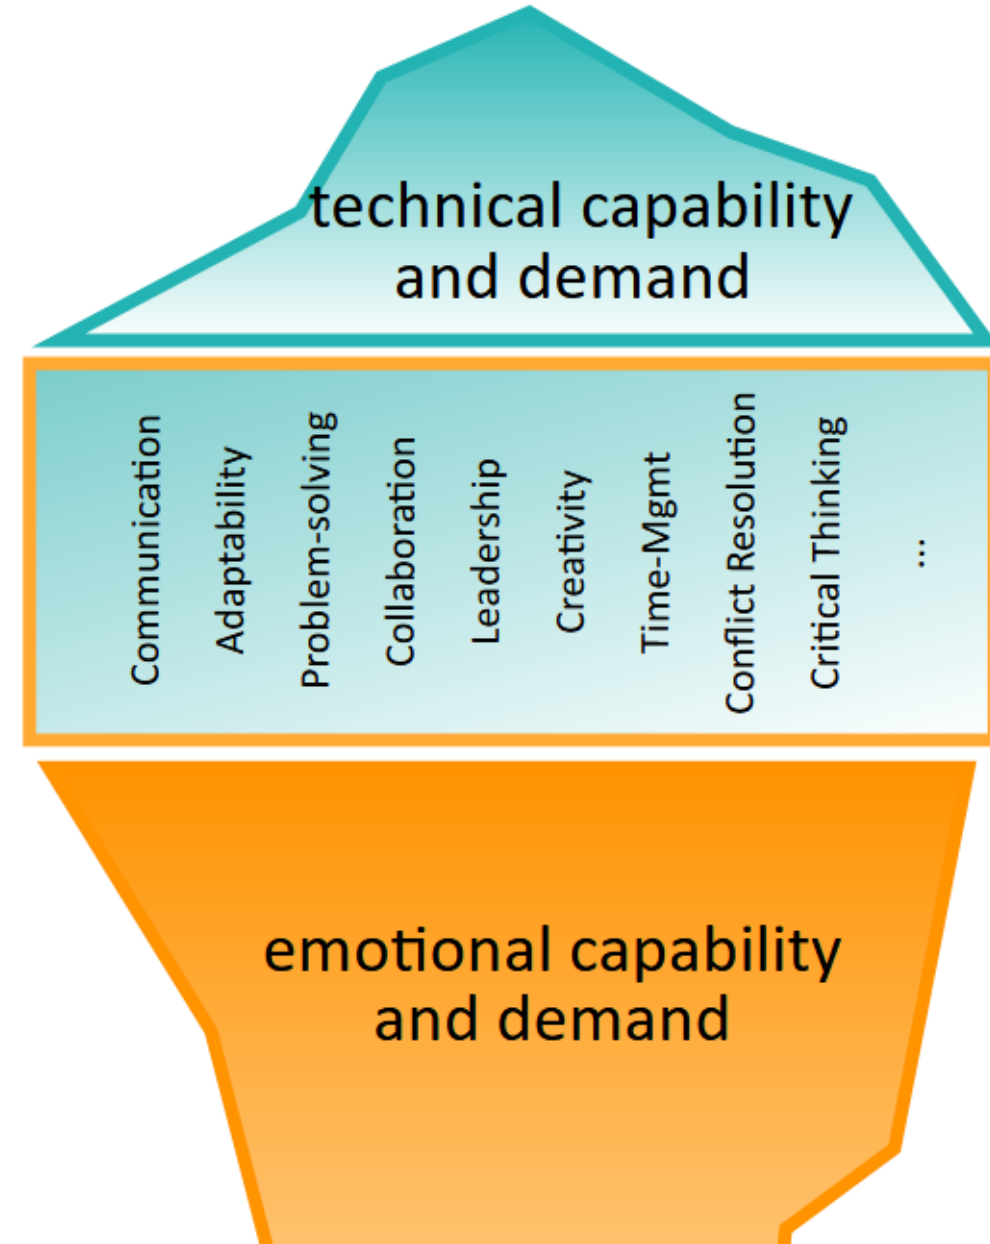 technical capability
and demand
Communication
Adaptability
Problem-solving
Collaboration
Leadership
Creativity
Time-Mgmt
Conflict Resolution
Critical Thinking
...
emotional capability
and demand